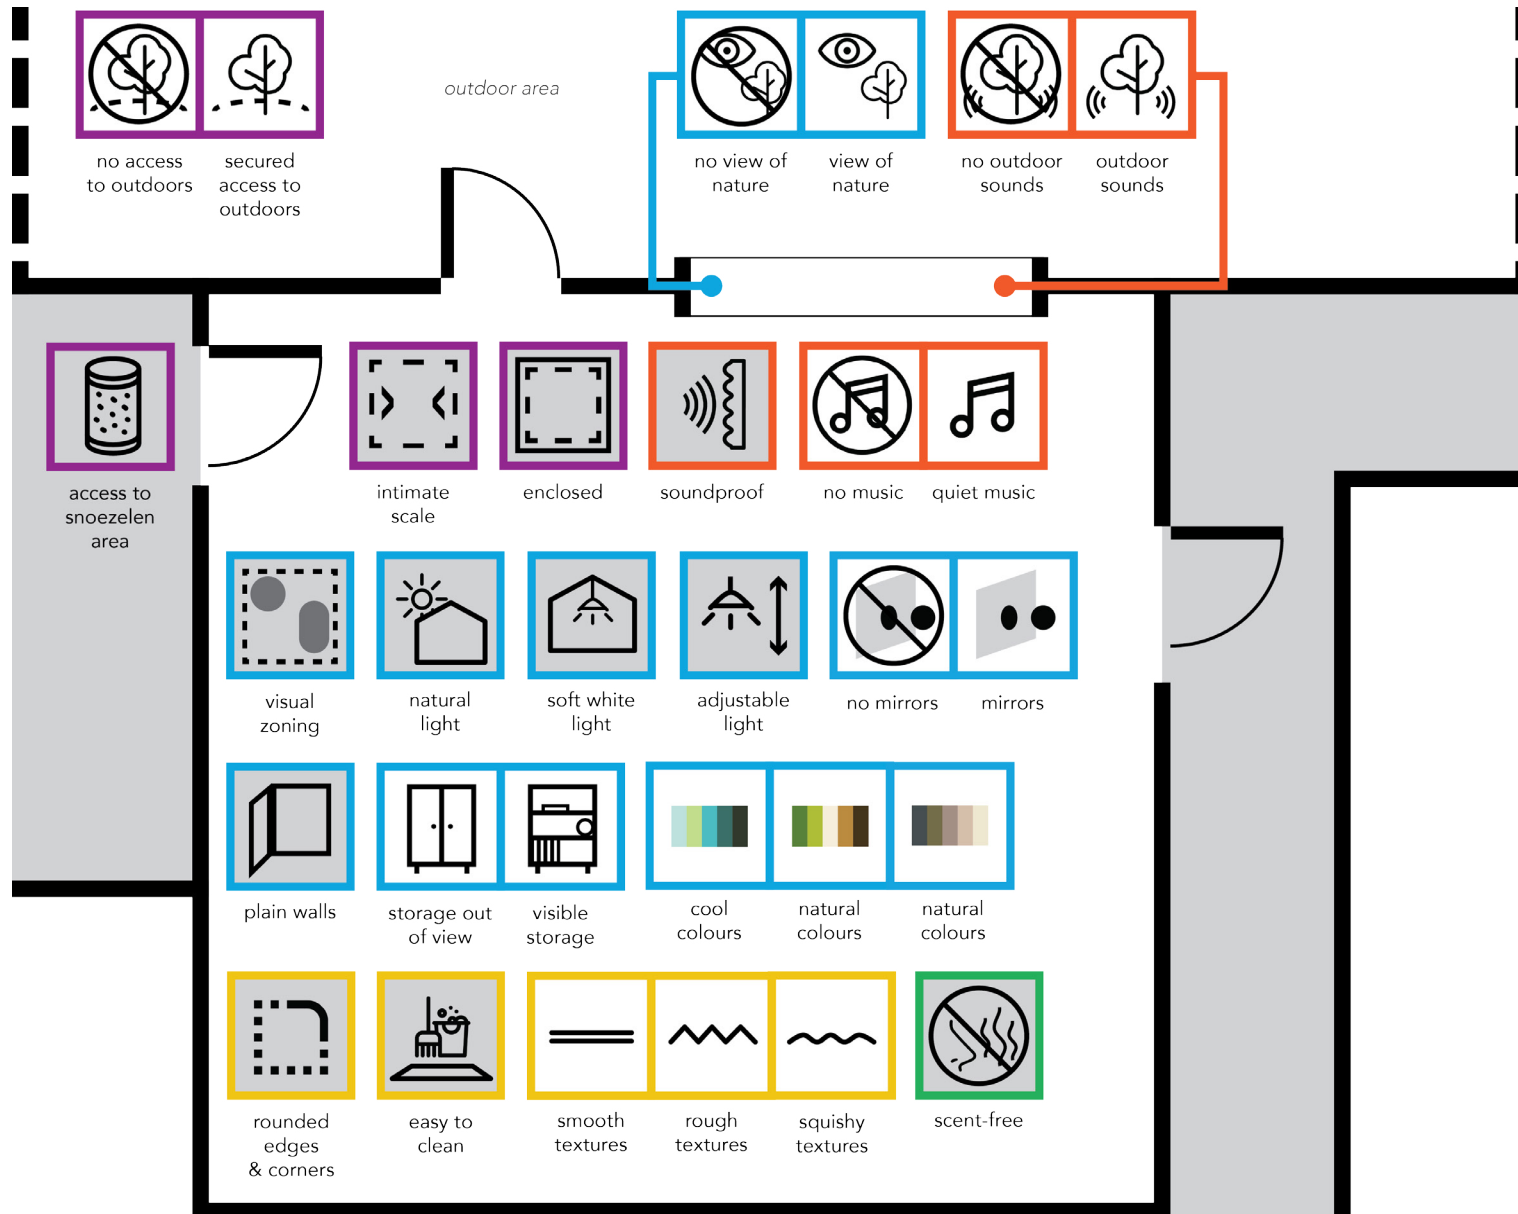 outdoor area
no access
to outdoors
secured
access to
outdoors
no view of
nature
view of
nature
no outdoor
sounds
outdoor
sounds
access to
snoezelen
area
intimate
scale
enclosed
soundproof
no music
quiet music
visual
zoning
natural
light
soft white
light
adjustable
light
no mirrors
mirrors
plain walls
storage out
of view
visible
storage
cool
colours
natural
colours
natural
colours
rounded
edges
& corners
easy to
clean
smooth
textures
rough
textures
squishy
textures
scent-free